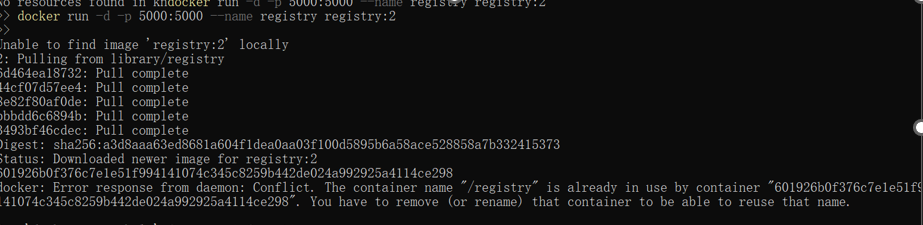 No resources found in kndocker run -d -p 5000:5000 --name registry registry:2
>> docker run -d -p 5000:5000 --name registry registry:2
>>
Unable to find image 'registry:2' locally
2: Pulling from library/registry
6d464ea18732: Pull complete
44cf07d57ee4: Pull complete
8e82f80af0de: Pull complete
bbbdd6c6894b: Pull complete
3493bf46cdec: Pull complete
Digest: sha256:a3d8aaa63ed8681a604f1dea0aa03f100d5895b6a58ace528858a7b332415373
Status: Downloaded newer image for registry:2
601926b0f376c7e1e51f994141074c345c8259b442de024a992925a4114ce298
docker: Error response from daemon: Conflict. The container name "/registry" is already in use by container "601926b0f376c7e1e51f9
141074c345c8259b442de024a992925a4114ce298". You have to remove (or rename) that container to be able to reuse that name.